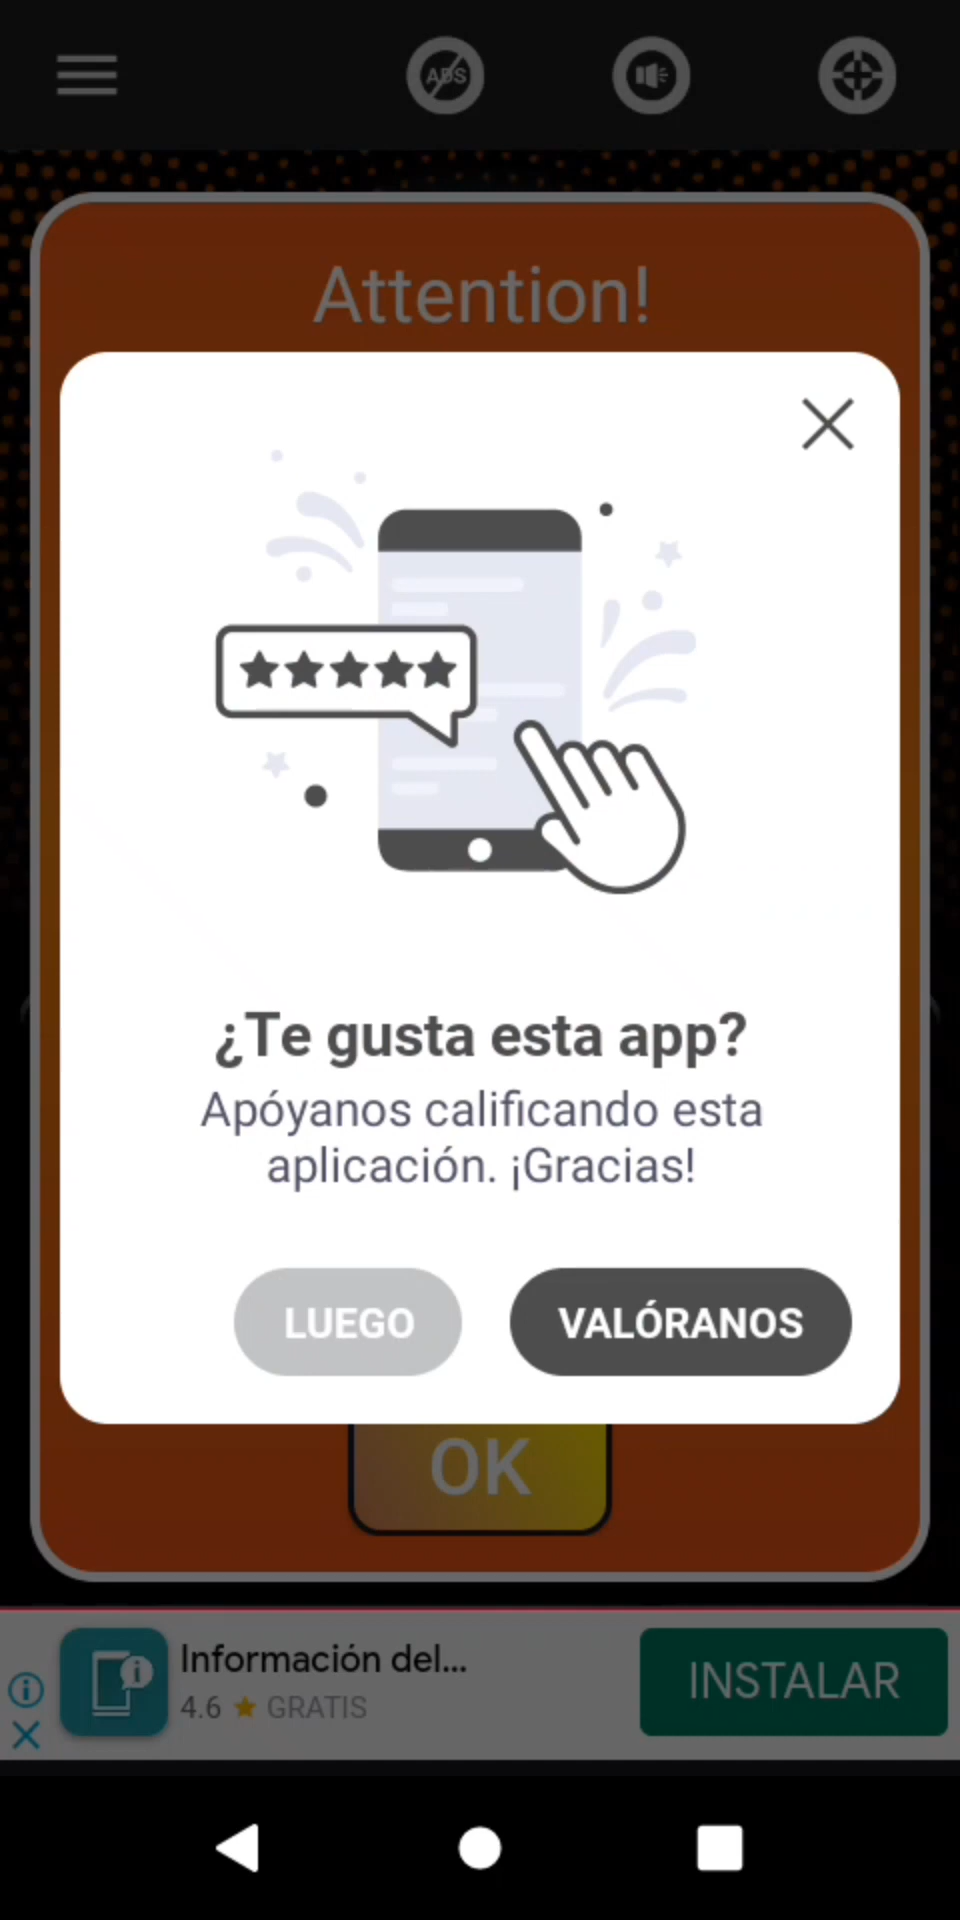 ADS
Attention!
¿Te gusta esta app?
Apóyanos calificando esta
aplicación. ¡Gracias!
LUEGO
VALÓRANOS
OK
Información del...
4.6 ★ GRATIS
INSTALAR